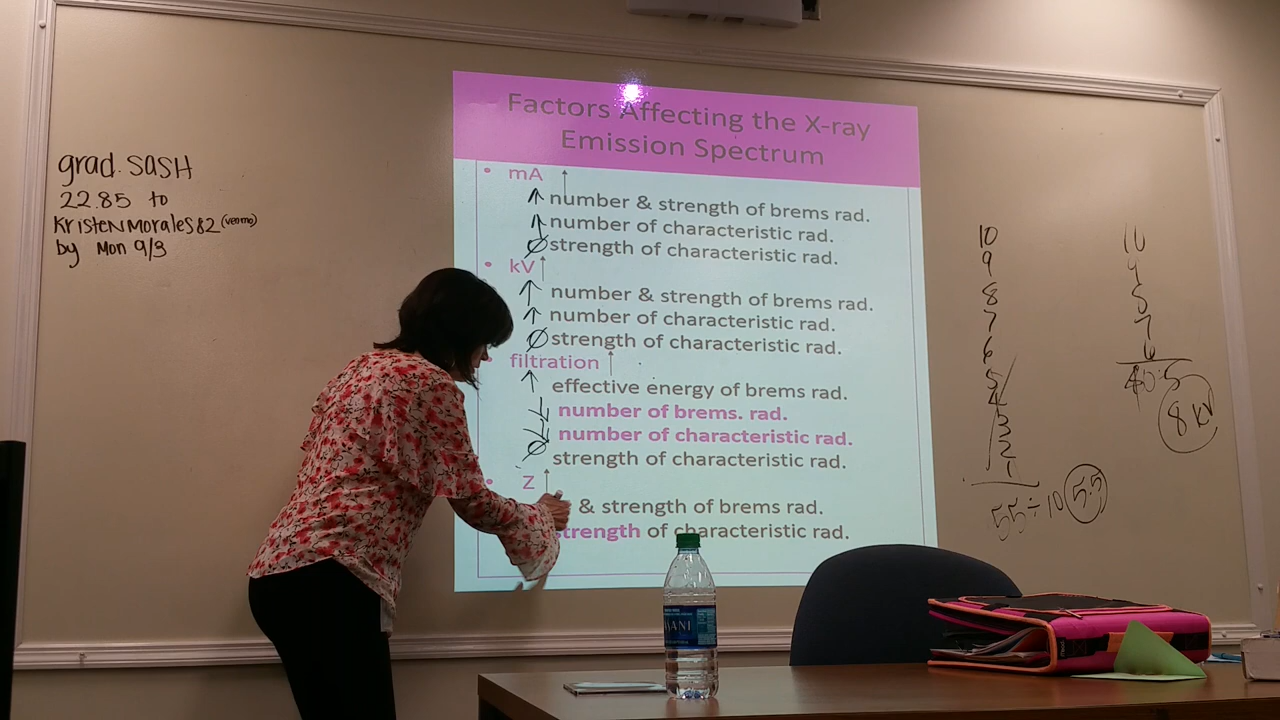 grad. SASH
22.85 to
KristenMorales82 (venmo)
by Mon 9/3
Factors Affecting the X-ray
Emission Spectrum
• mA ↑
↑ number & strength of brems rad.
↑ number of characteristic rad.
Ø strength of characteristic rad.
• kV ↑
↑ number & strength of brems rad.
↑ number of characteristic rad.
Ø strength of characteristic rad.
filtration ↑
↑ effective energy of brems rad.
↓ number of brems. rad.
↓ number of characteristic rad.
Ø strength of characteristic rad.
• Z ↑
& strength of brems rad.
strength of characteristic rad.
10
9
8
7
6
5
4
3
2
1
55÷10 5.5
10
9
8
7
6
40÷5
8 kV